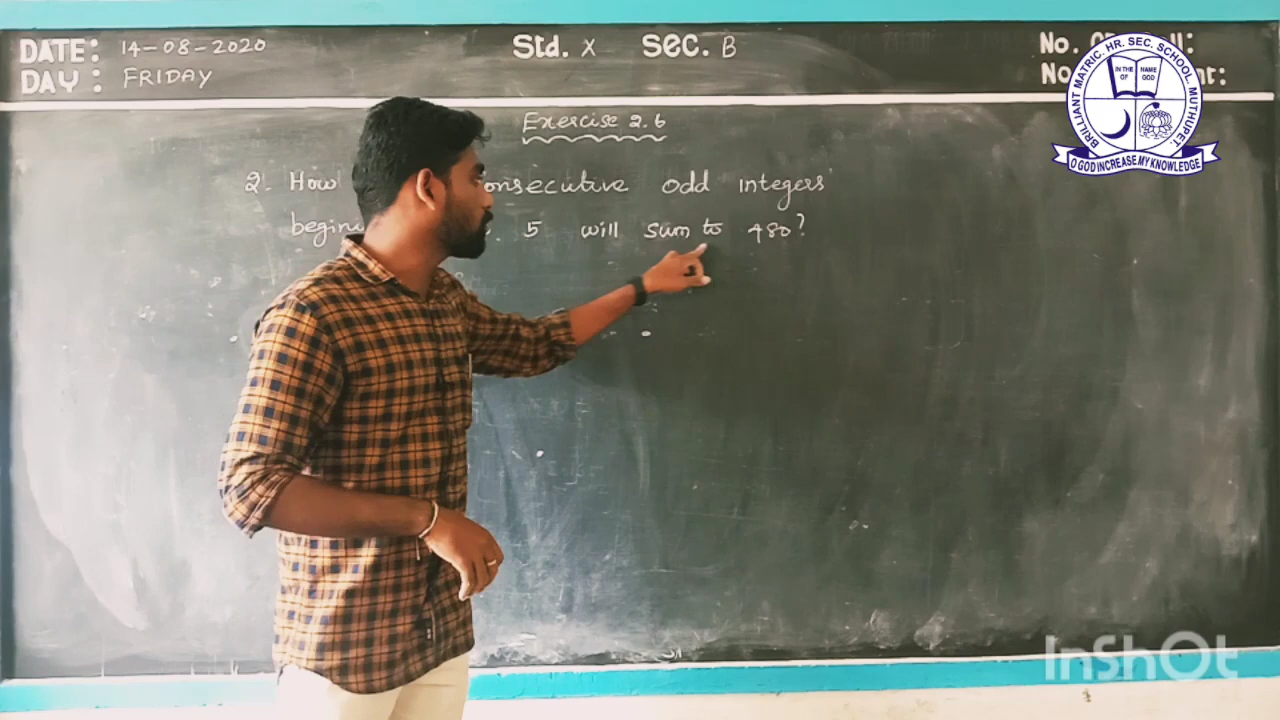 DATE: 14-08-2020 Std. X Sec. B No.
DAY: FRIDAY No. t:
Exercise 2.6
2. How onsecutive odd integers
begin 5 will sum to 480?
BRILLIANT MATRIC. HR. SEC. SCHOOL, MUTHUPET.
IN THE NAME
OF GOD
O GOD INCREASE MY KNOWLEDGE
InShOt